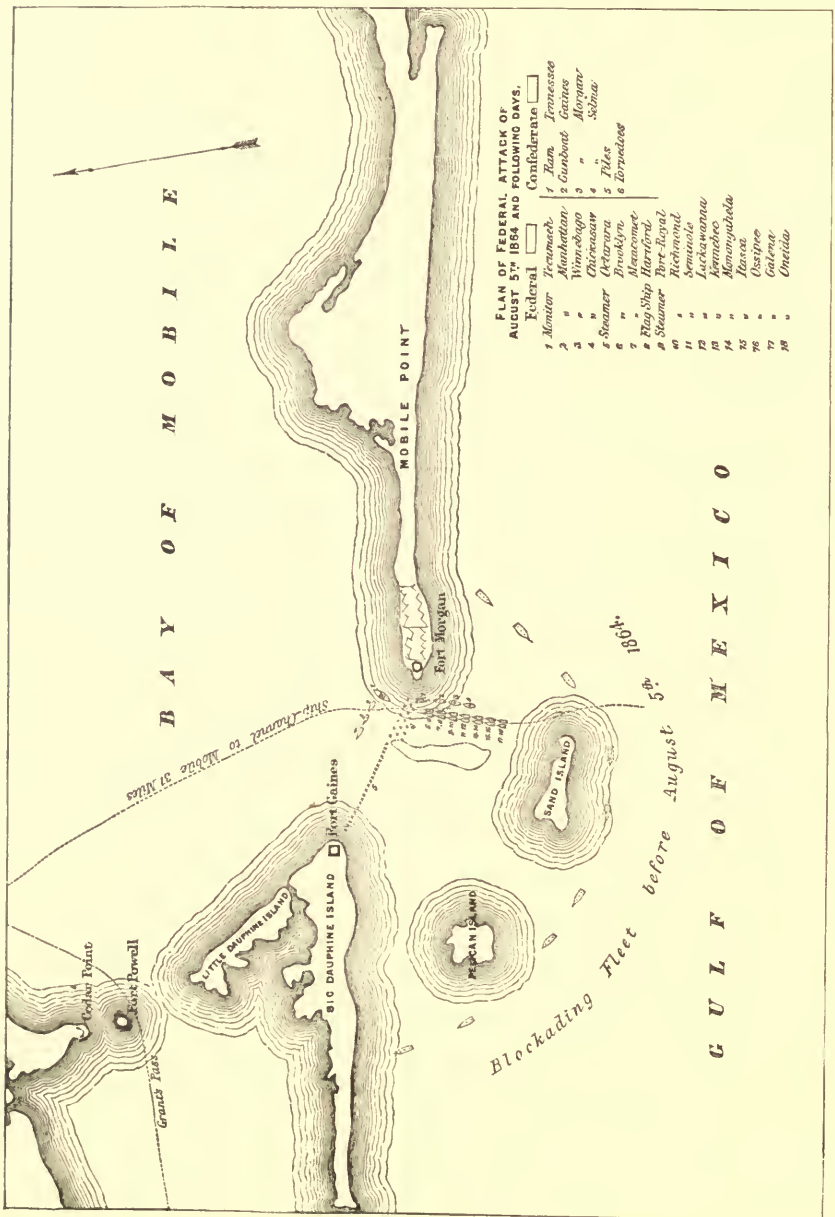 PLAN OF FEDERAL ATTACK OF
AUGUST 5TH 1864 AND FOLLOWING DAYS.
Federal Confederate
1 Monitor Tecumseh
2 " Manhattan
3 " Winnebago
4 " Chickasaw
5 Steamer Octarara
6 " Brooklyn
7 " Metacomet
8 Flag Ship Hartford
9 Steamer Port-Royal
10 " Richmond
11 " Seminole
12 " Lackawanna
13 " Kennebec
14 " Monongahela
15 " Itasca
16 " Ossipee
17 " Galena
18 " Oneida
1 Ram Tennessee
2 Gunboat Gaines
3 " Morgan
4 " Selma
5 Piles
6 Torpedoes
BAY OF MOBILE
Ship Channel to Mobile 31 Miles
MOBILE POINT
Fort Morgan
Cedar Point
Fort Powell
Grant's Pass
LITTLE DAUPHINE ISLAND
Fort Gaines
BIG DAUPHINE ISLAND
PELICAN ISLAND
SAND ISLAND
Blockading Fleet before August 5th 1864.
GULF OF MEXICO